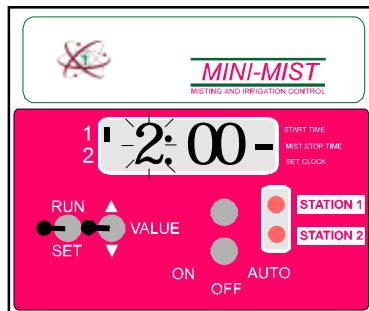 1
MINI-MIST
MISTING AND IRRIGATION CONTROL
1
2
2:00
START TIME
MIST STOP TIME
SET CLOCK
RUN
SET
VALUE
STATION 1
STATION 2
ON
OFF
AUTO